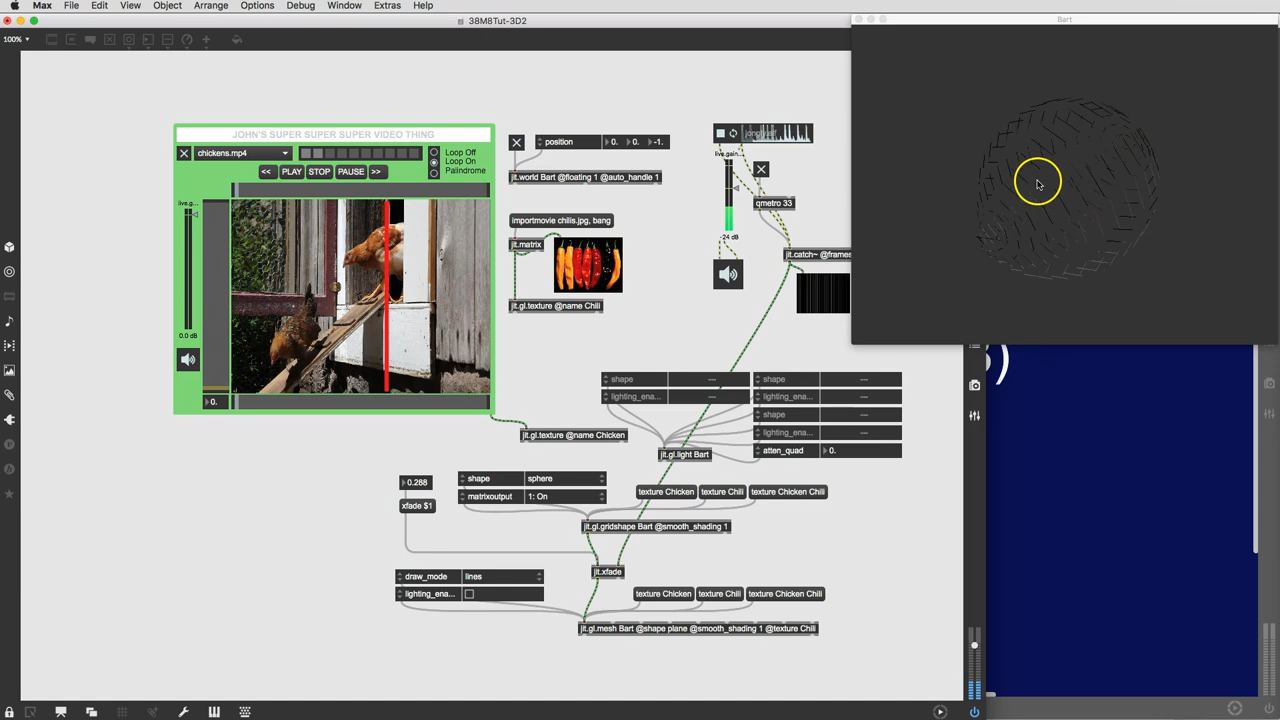 Max File Edit View Object Arrange Options Debug Window Extras Help
38M8Tut-3D2
Bart
100%
JOHN'S SUPER SUPER SUPER VIDEO THING
chickens.mp4
Loop Off
Loop On
Palindrome
<< PLAY STOP PAUSE >>
live.g...
0.0 dB
0.
position 0. 0. -1.
jit.world Bart @floating 1 @auto_handle 1
importmovie chilis.jpg, bang
jit.matrix
jit.gl.texture @name Chili
live.gain...
-24 dB
qmetro 33
jit.catch~ @frames
shape ---
lighting_ena... ---
shape ---
lighting_ena... ---
shape ---
lighting_ena... ---
atten_quad 0.
jit.gl.light Bart
jit.gl.texture @name Chicken
0.288
xfade $1
shape sphere
matrixoutput 1: On
texture Chicken texture Chili texture Chicken Chili
jit.gl.gridshape Bart @smooth_shading 1
jit.xfade
draw_mode lines
lighting_ena...
texture Chicken texture Chili texture Chicken Chili
jit.gl.mesh Bart @shape plane @smooth_shading 1 @texture Chili